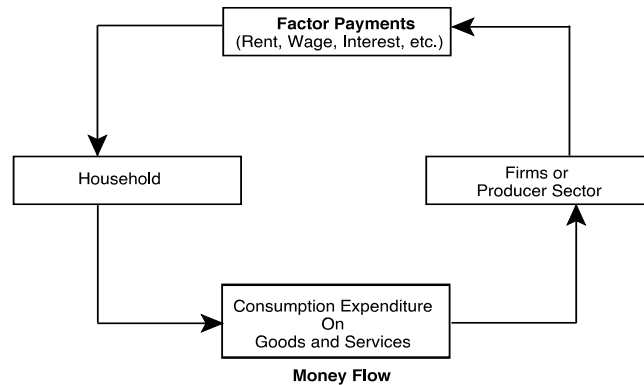 Factor Payments
(Rent, Wage, Interest, etc.)
Household
Firms or
Producer Sector
Consumption Expenditure
On
Goods and Services
Money Flow